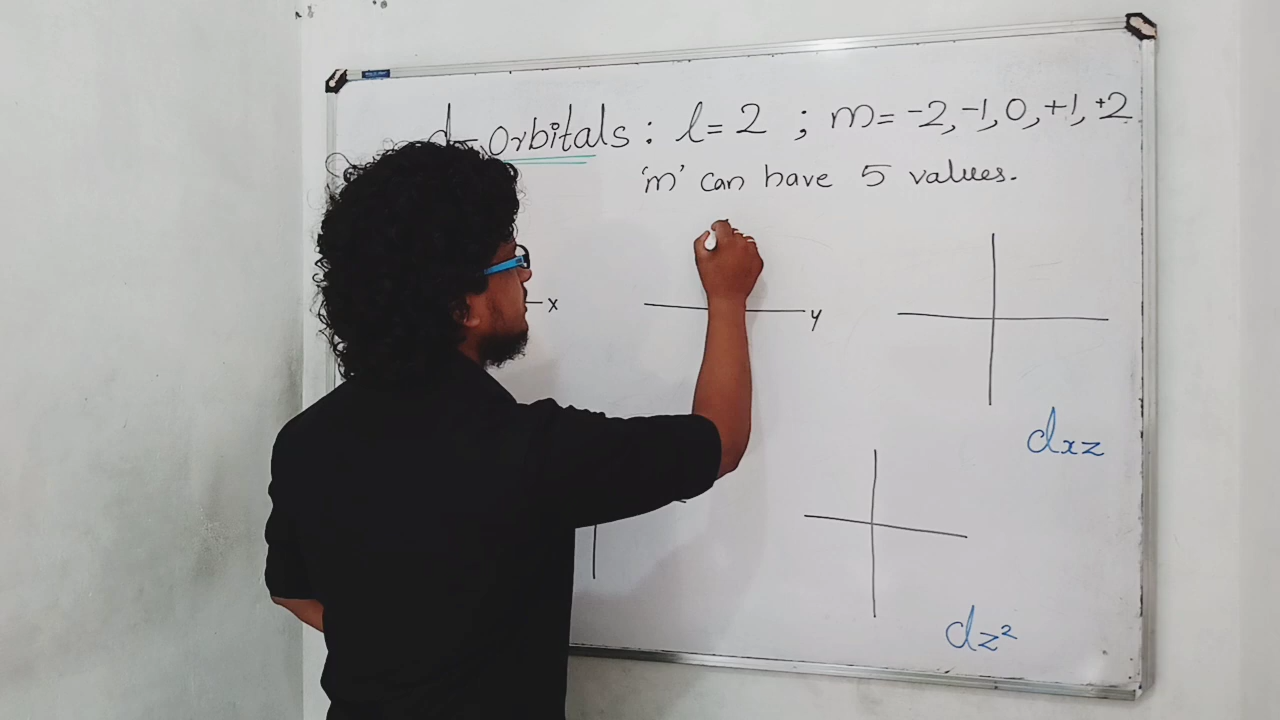 d-orbitals : l = 2 ; m = -2, -1, 0, +1, +2
'm' can have 5 values.
x
y
dxz
dz²